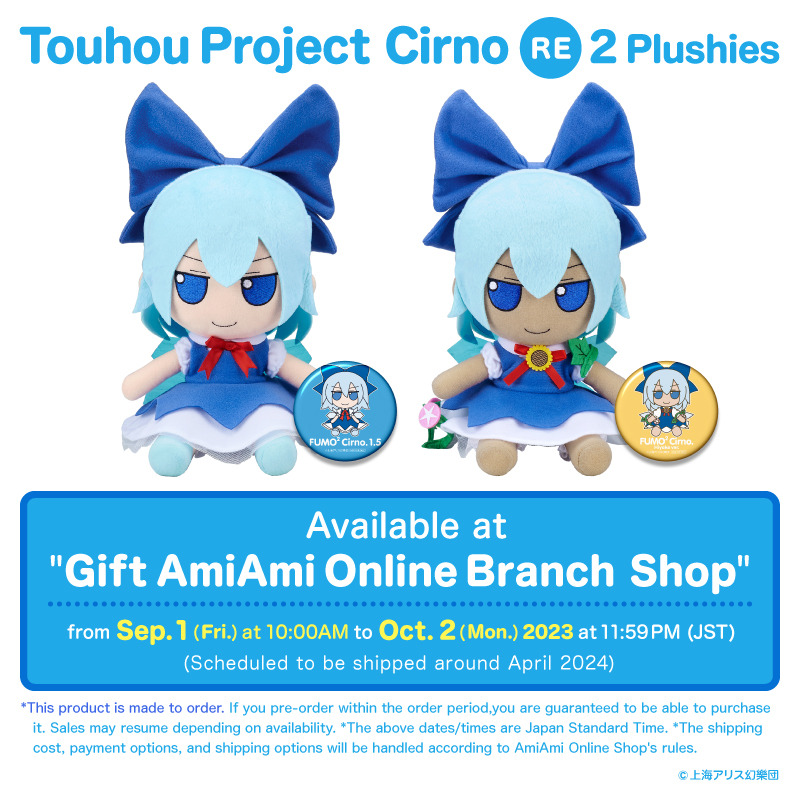 Touhou Project Cirno RE 2 Plushies
FUMO² Cirno. 1.5
FUMO² Cirno.
Available at
"Gift AmiAmi Online Branch Shop"
from Sep.1 (Fri.) at 10:00AM to Oct. 2 (Mon.) 2023 at 11:59PM (JST)
(Scheduled to be shipped around April 2024)
*This product is made to order. If you pre-order within the order period,you are guaranteed to be able to purchase
it. Sales may resume depending on availability. *The above dates/times are Japan Standard Time. *The shipping
cost, payment options, and shipping options will be handled according to AmiAmi Online Shop's rules.
© 上海アリス幻樂団